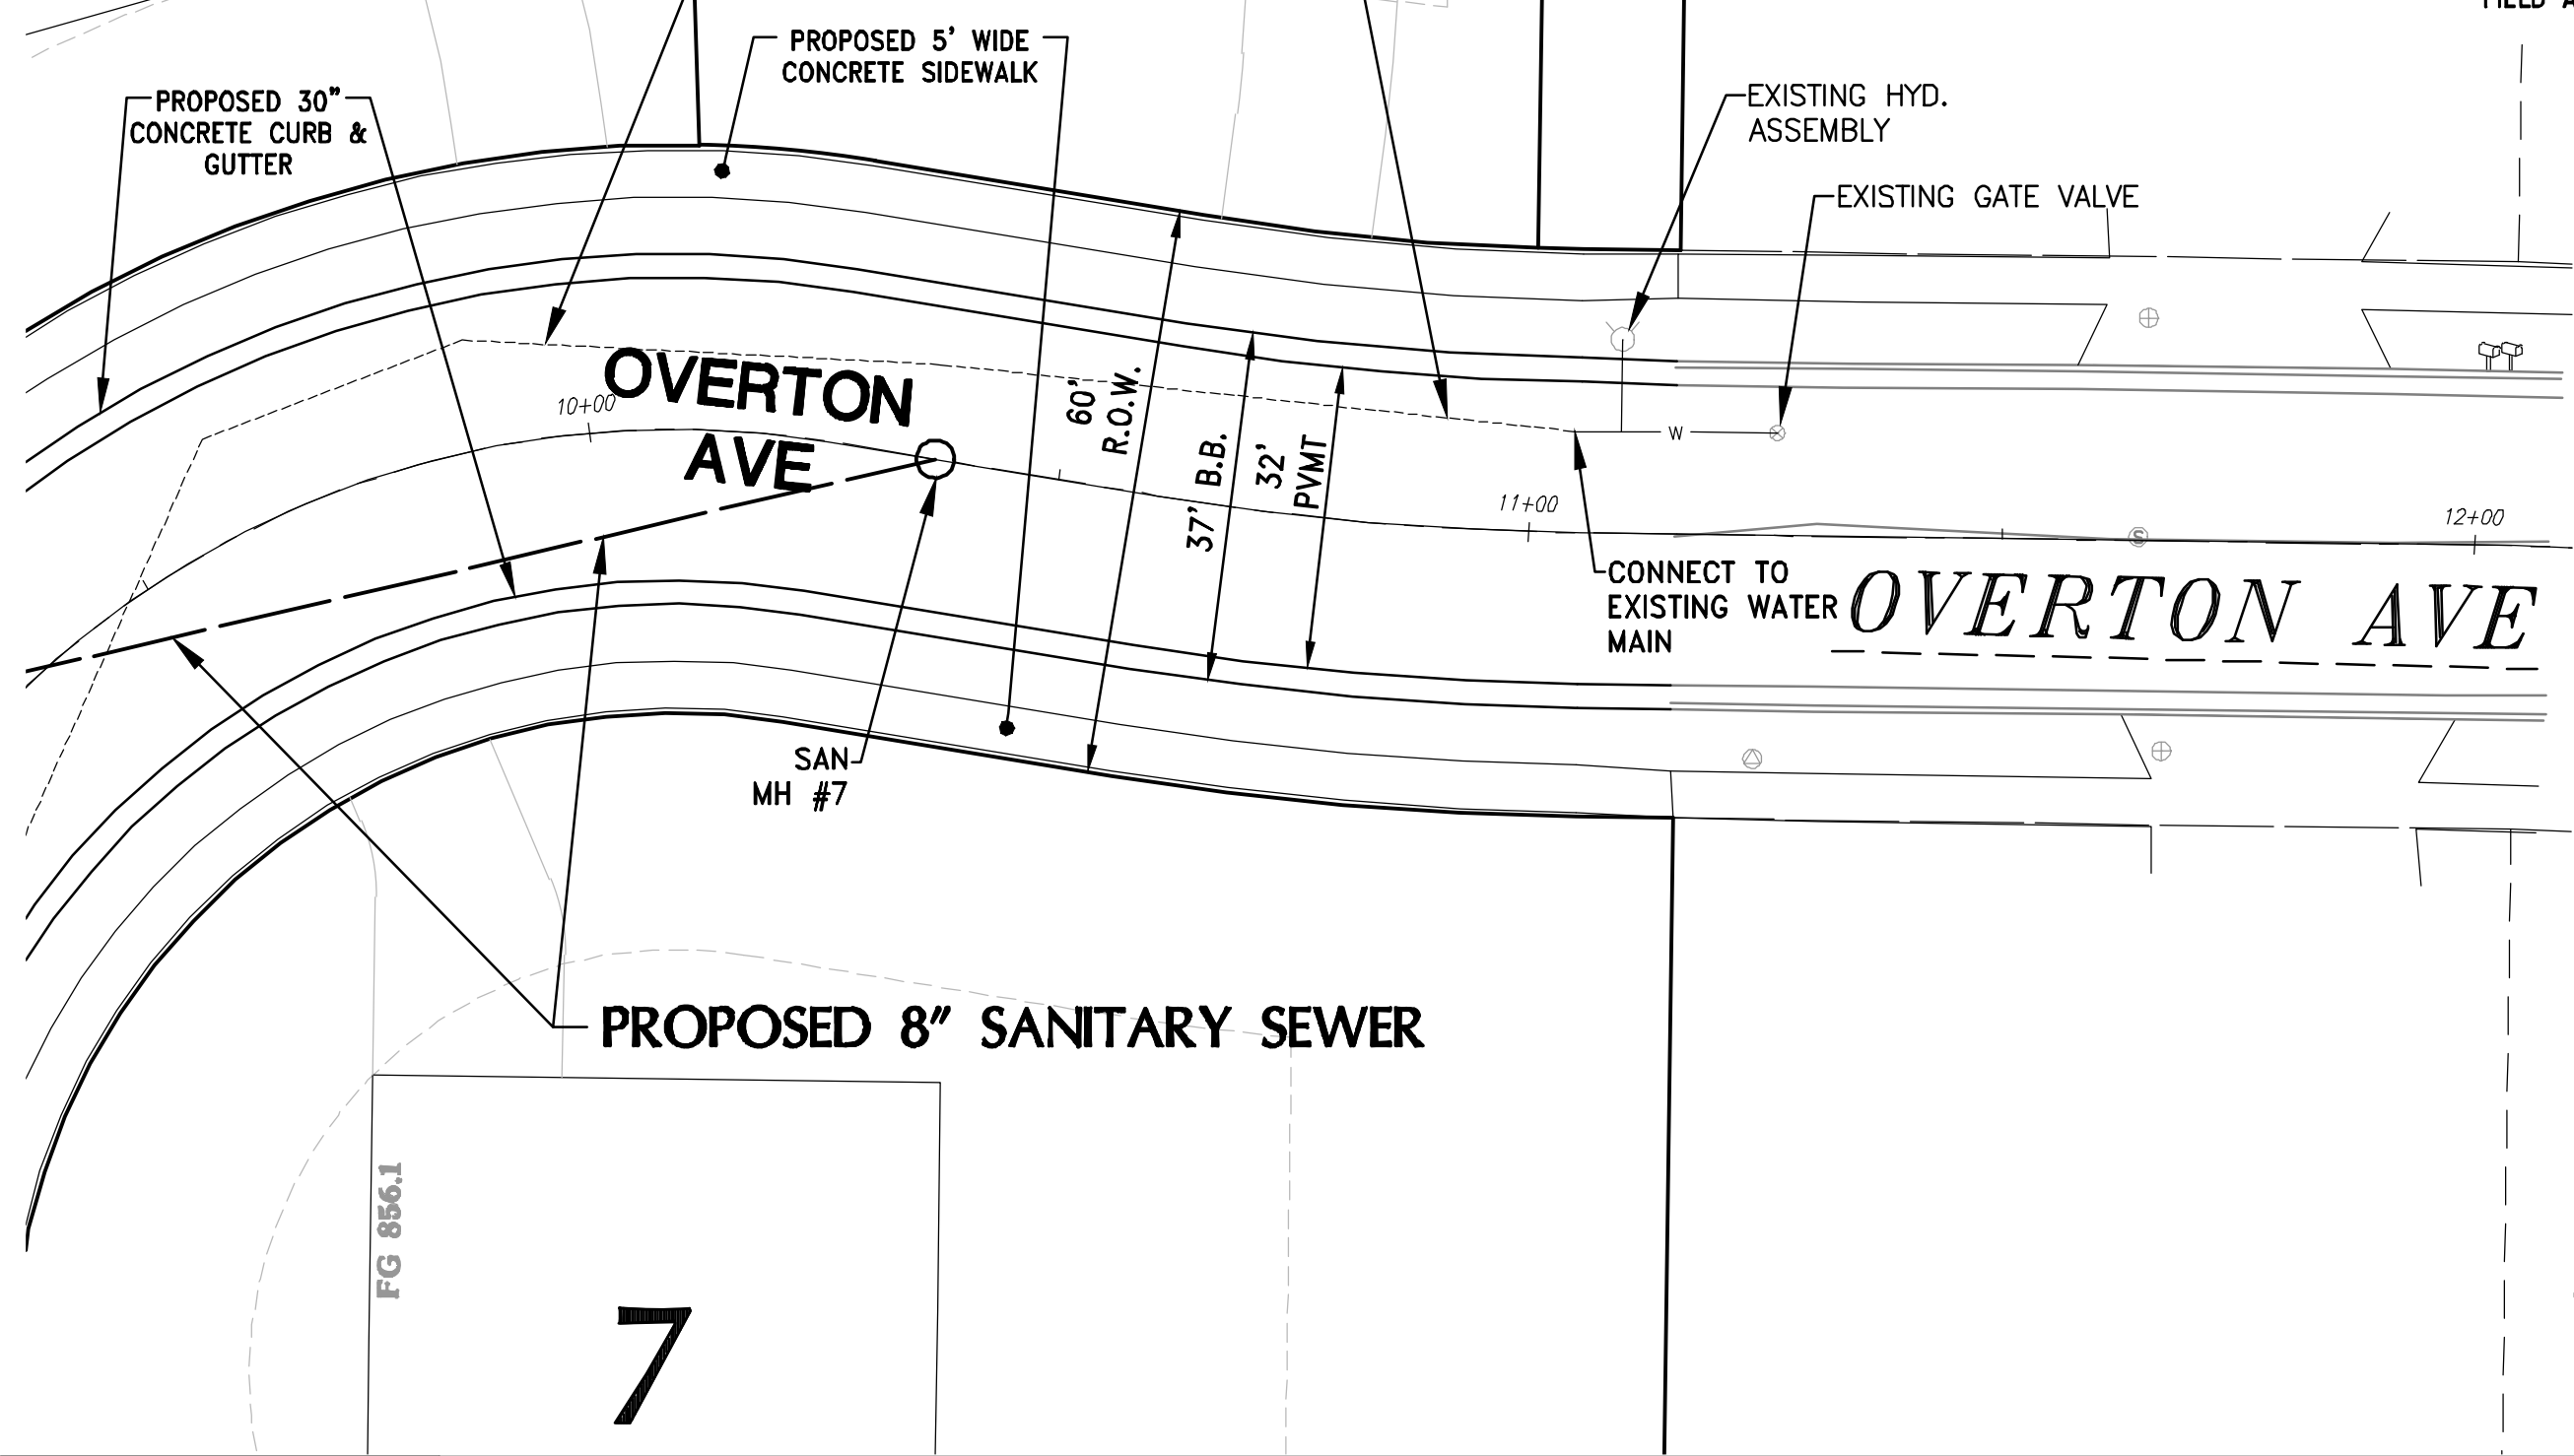 PROPOSED 5' WIDE
CONCRETE SIDEWALK
PROPOSED 30"
CONCRETE CURB &
GUTTER
EXISTING HYD.
ASSEMBLY
EXISTING GATE VALVE
OVERTON
AVE
10+00
60'
R.O.W.
37' B.B.
32'
PVMT
W
11+00
S
12+00
CONNECT TO
EXISTING WATER
MAIN
OVERTON AVE
SAN
MH #7
PROPOSED 8" SANITARY SEWER
FG 856.1
7